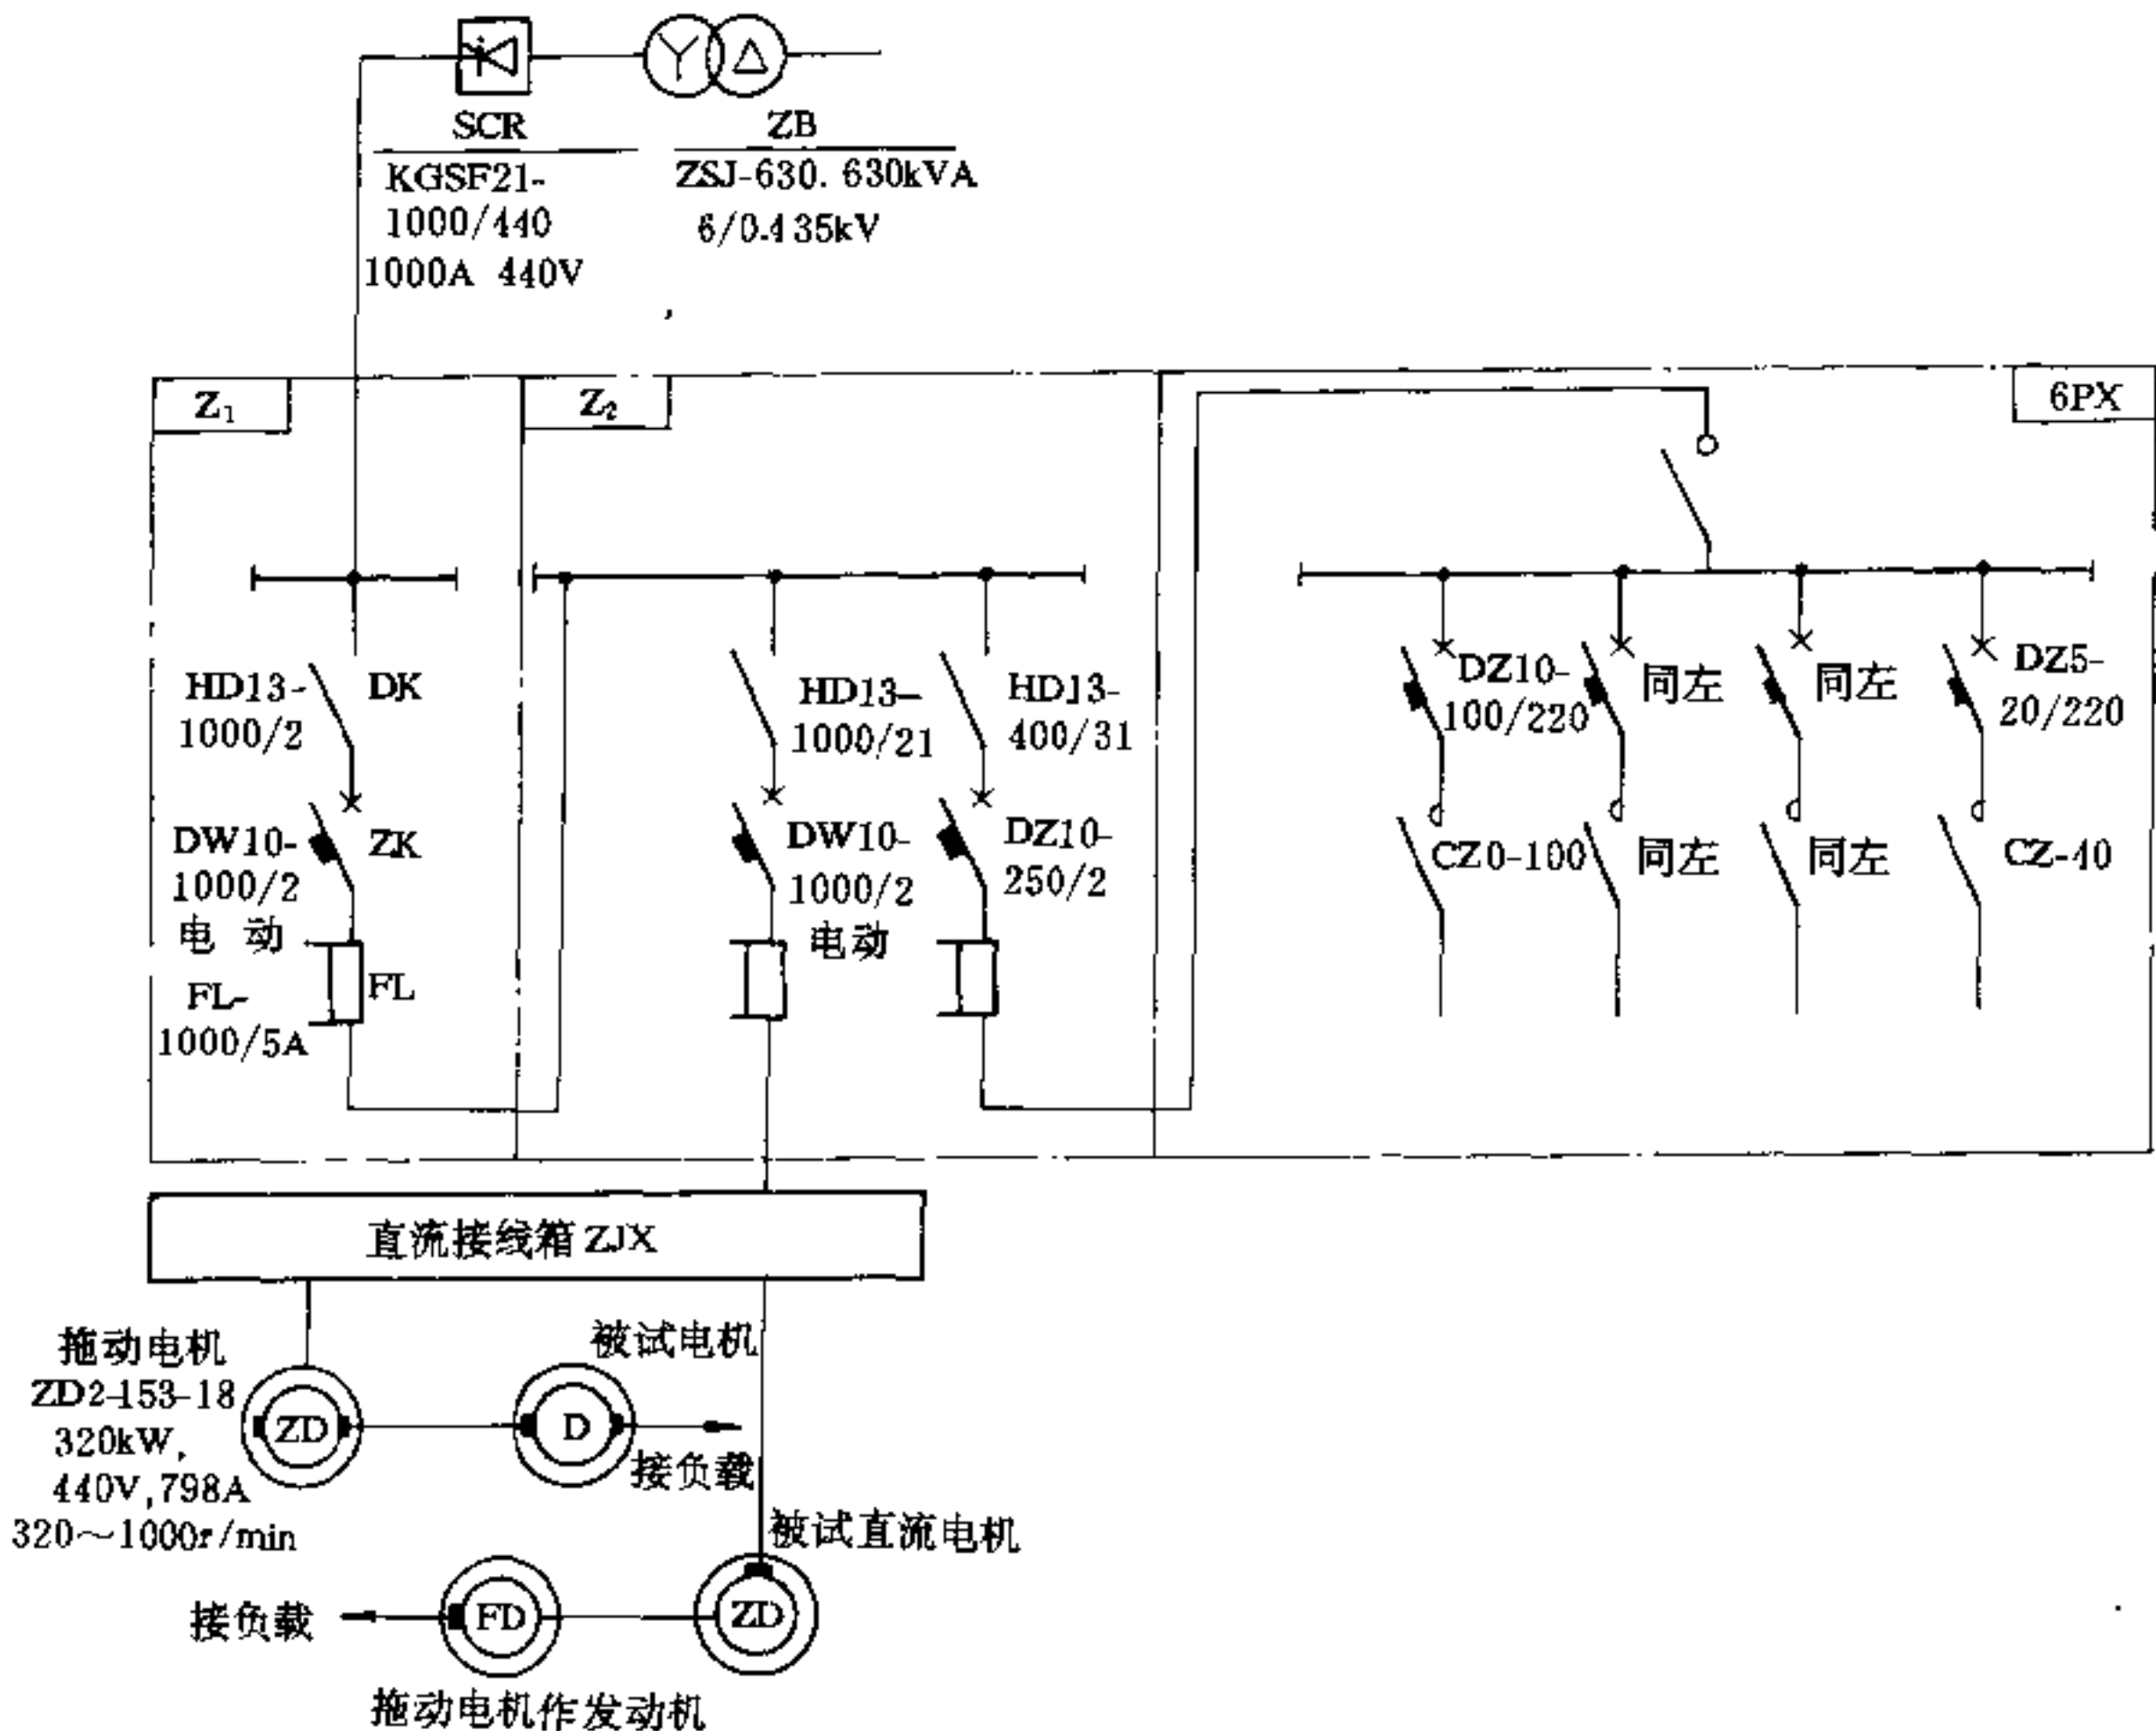 SCR
KGSF21-
1000/440
1000A 440V
ZB
ZSJ-630. 630kVA
6/0.435kV
Z₁
Z₂
6PX
HD13-
1000/2
DK
DW10-
1000/2
电动
ZK
FL-
1000/5A
FL
HD13-
1000/21
DW10-
1000/2
电动
HD13-
400/31
DZ10-
250/2
DZ10-
100/220
同左
同左
DZ5-
20/220
CZ0-100
同左
同左
CZ-40
直流接线箱ZJX
拖动电机
ZD2-153-18
320kW,
440V,798A
320~1000r/min
ZD
被试电机
D
接负载
被试直流电机
接负载
FD
ZD
拖动电机作发动机